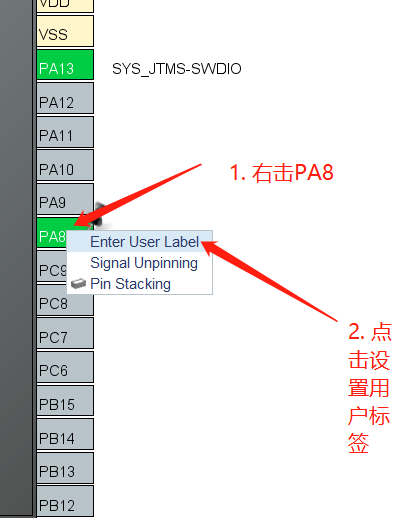 VDD
VSS
PA13 SYS_JTMS-SWDIO
PA12
PA11
PA10
1. 右击PA8
PA9
PA8
Enter User Label
Signal Unpinning
PC9
Pin Stacking
PC8
PC7
2. 点
击设
置用
户标
签
PC6
PB15
PB14
PB13
PB12